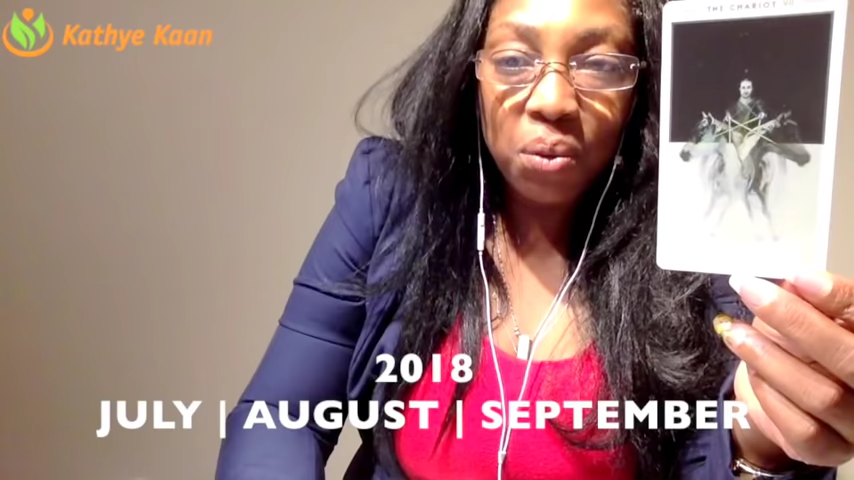 Kathye Kaan
THE CHARIOT VII
2018
JULY | AUGUST | SEPTEMBER